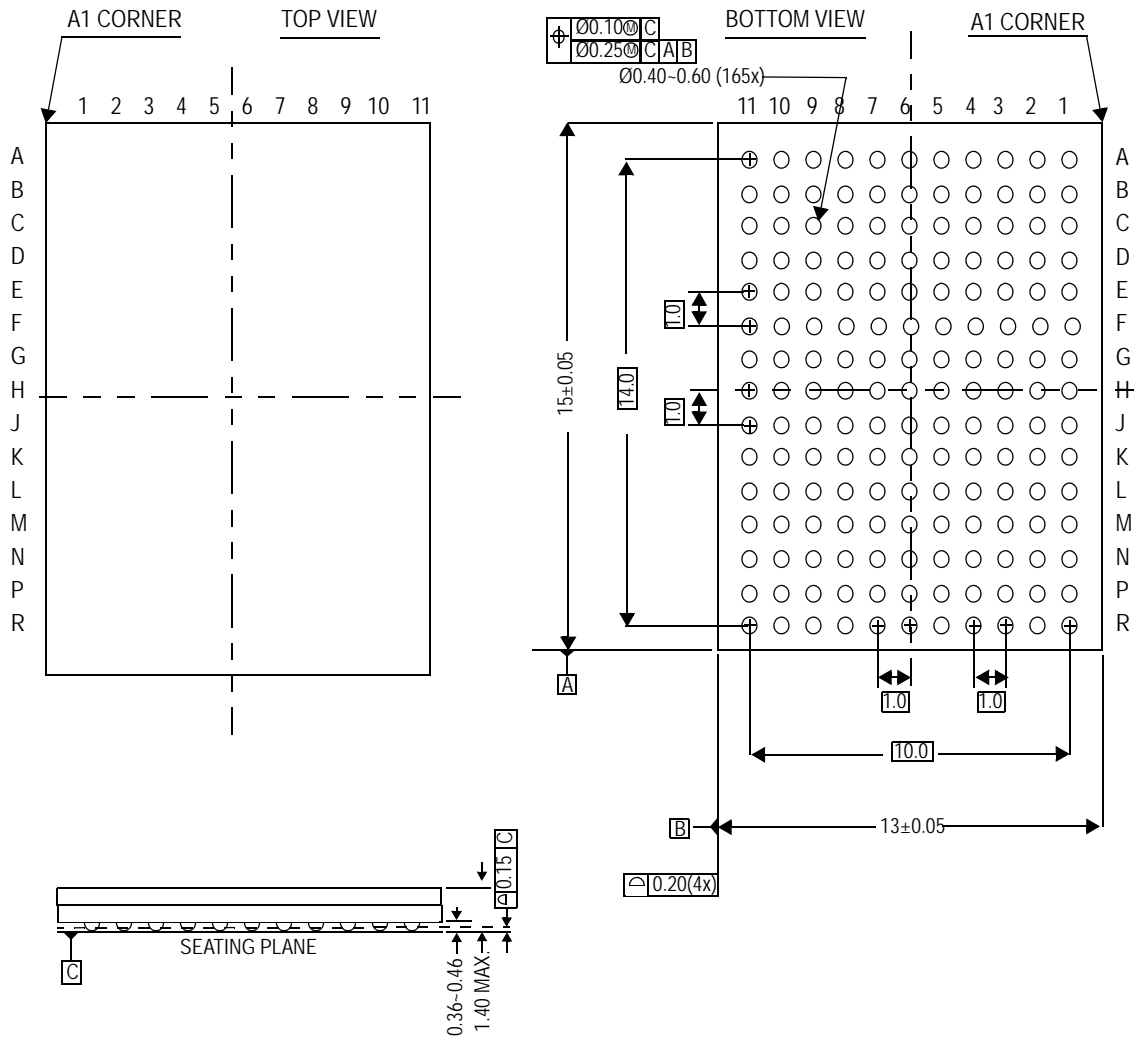 A1 CORNER
TOP VIEW
1 2 3 4 5 6 7 8 9 10 11
A
B
C
D
E
F
G
H
J
K
L
M
N
P
R
Ø0.10Ⓜ C
Ø0.25Ⓜ C A B
Ø0.40~0.60 (165x)
BOTTOM VIEW
A1 CORNER
11 10 9 8 7 6 5 4 3 2 1
A
B
C
D
E
F
G
H
J
K
L
M
N
P
R
15±0.05
14.0
1.0
1.0
A
1.0
1.0
10.0
B
13±0.05
0.20(4x)
0.15 C
SEATING PLANE
C
0.36~0.46
1.40 MAX.